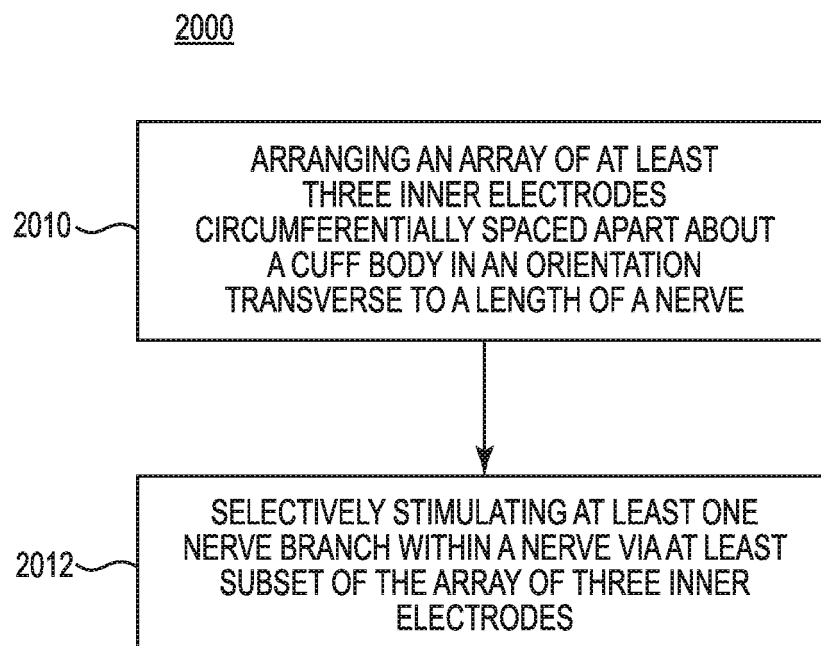 2000
ARRANGING AN ARRAY OF AT LEAST
THREE INNER ELECTRODES
CIRCUMFERENTIALLY SPACED APART ABOUT
A CUFF BODY IN AN ORIENTATION
TRANSVERSE TO A LENGTH OF A NERVE
2010
SELECTIVELY STIMULATING AT LEAST ONE
NERVE BRANCH WITHIN A NERVE VIA AT LEAST
SUBSET OF THE ARRAY OF THREE INNER
ELECTRODES
2012